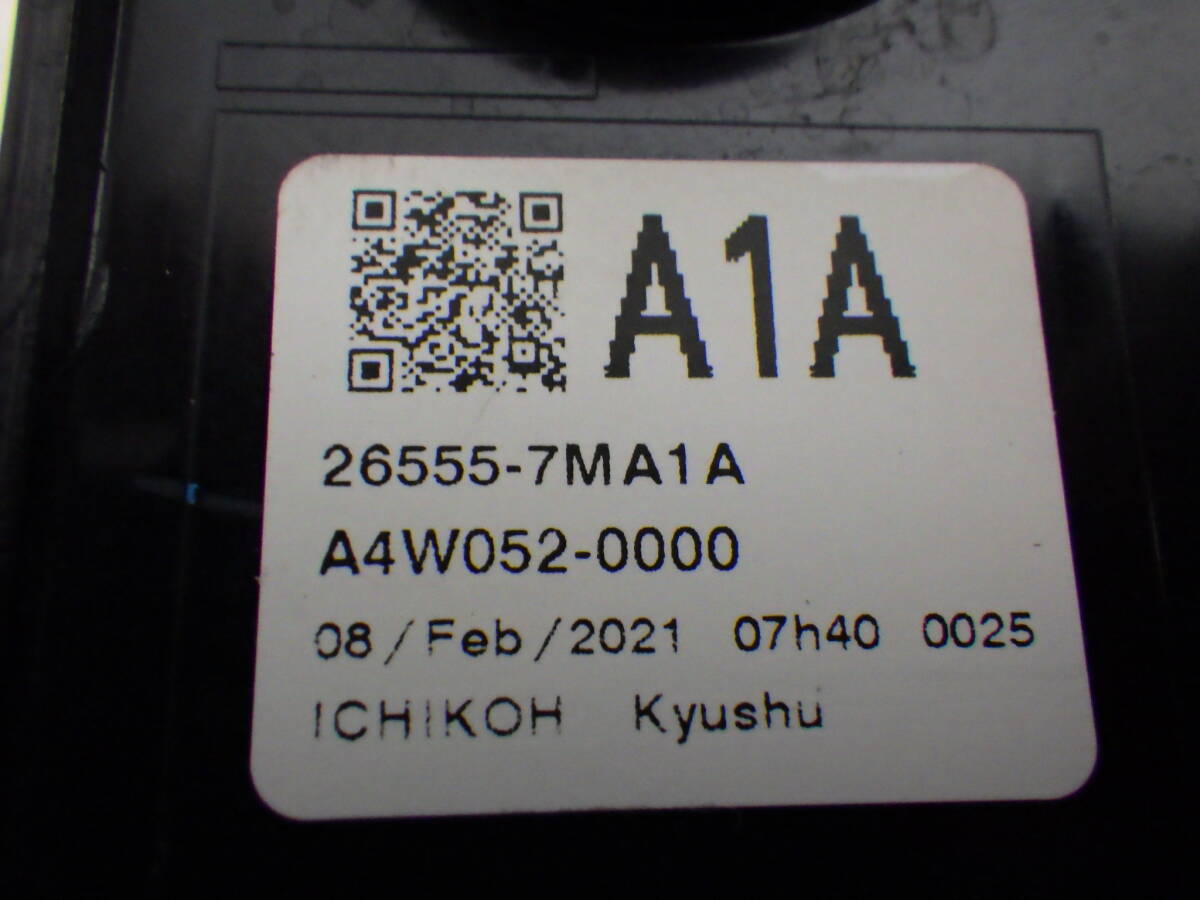 A1A
26555-7MA1A
A4W052-0000
08/Feb/2021 07h40 0025
ICHIKOH Kyushu